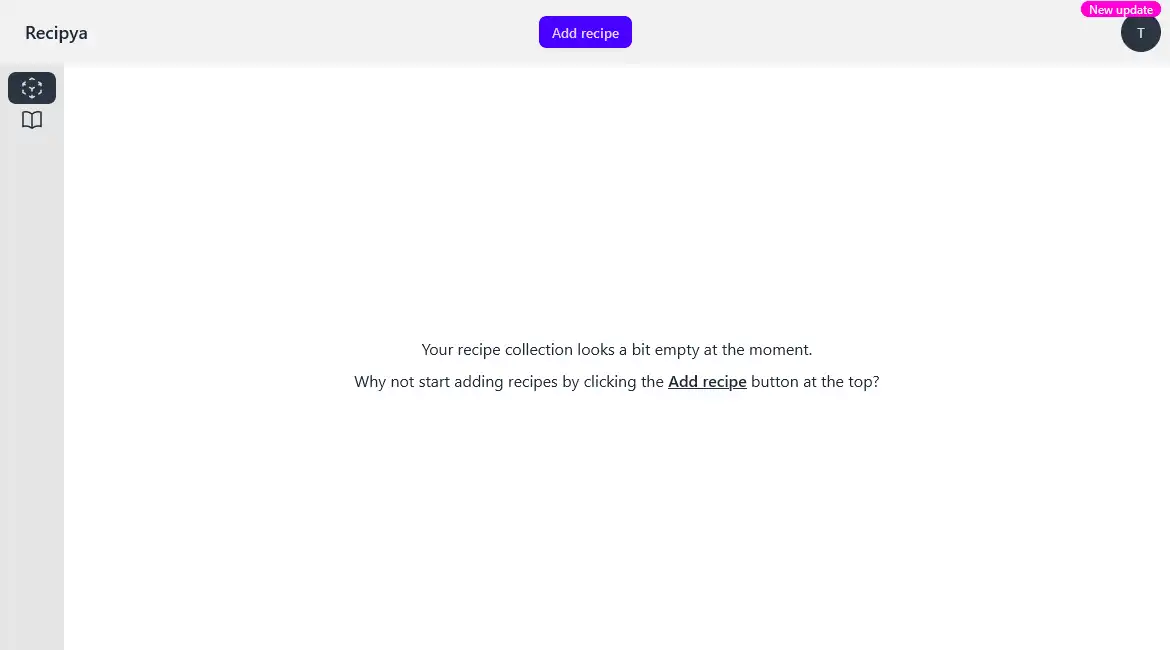 Recipya
Add recipe
New update
T
Your recipe collection looks a bit empty at the moment.
Why not start adding recipes by clicking the Add recipe button at the top?